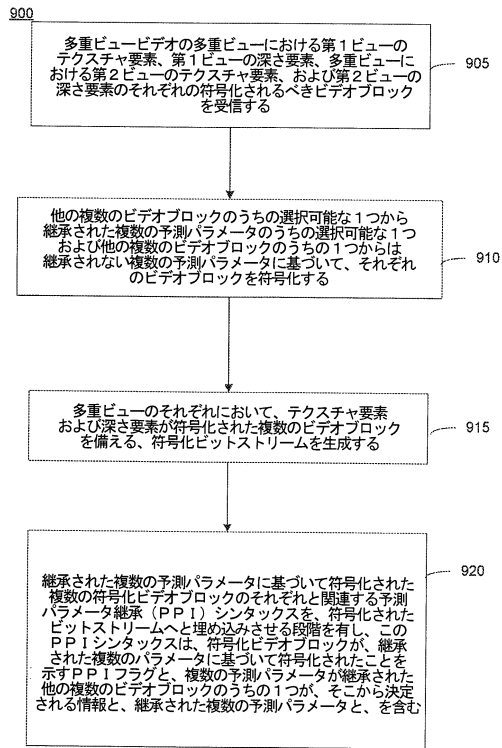 900
多重ビュービデオの多重ビューにおける第1ビューの
テクスチャ要素、第1ビューの深さ要素、多重ビューに
おける第2ビューのテクスチャ要素、および第2ビューの
深さ要素のそれぞれの符号化されるべきビデオブロック
を受信する
905
他の複数のビデオブロックのうちの選択可能な1つから
継承された複数の予測パラメータのうちの選択可能な1つ
および他の複数のビデオブロックのうちの1つからは
継承されない複数の予測パラメータに基づいて、それぞれ
のビデオブロックを符号化する
910
多重ビューのそれぞれにおいて、テクスチャ要素
および深さ要素が符号化された複数のビデオブロック
を備える、符号化ビットストリームを生成する
915
継承された複数の予測パラメータに基づいて符号化された
複数の符号化ビデオブロックのそれぞれと関連する予測
パラメータ継承（ＰＰＩ）シンタックスを、符号化された
ビットストリームへと埋め込みさせる段階を有し、この
ＰＰＩシンタックスは、符号化ビデオブロックが、継承
された複数のパラメータに基づいて符号化されたことを
示すＰＰＩフラグと、複数の予測パラメータが継承された
他の複数のビデオブロックのうちの1つが、そこから決定
される情報と、継承された複数の予測パラメータと、を含む
920